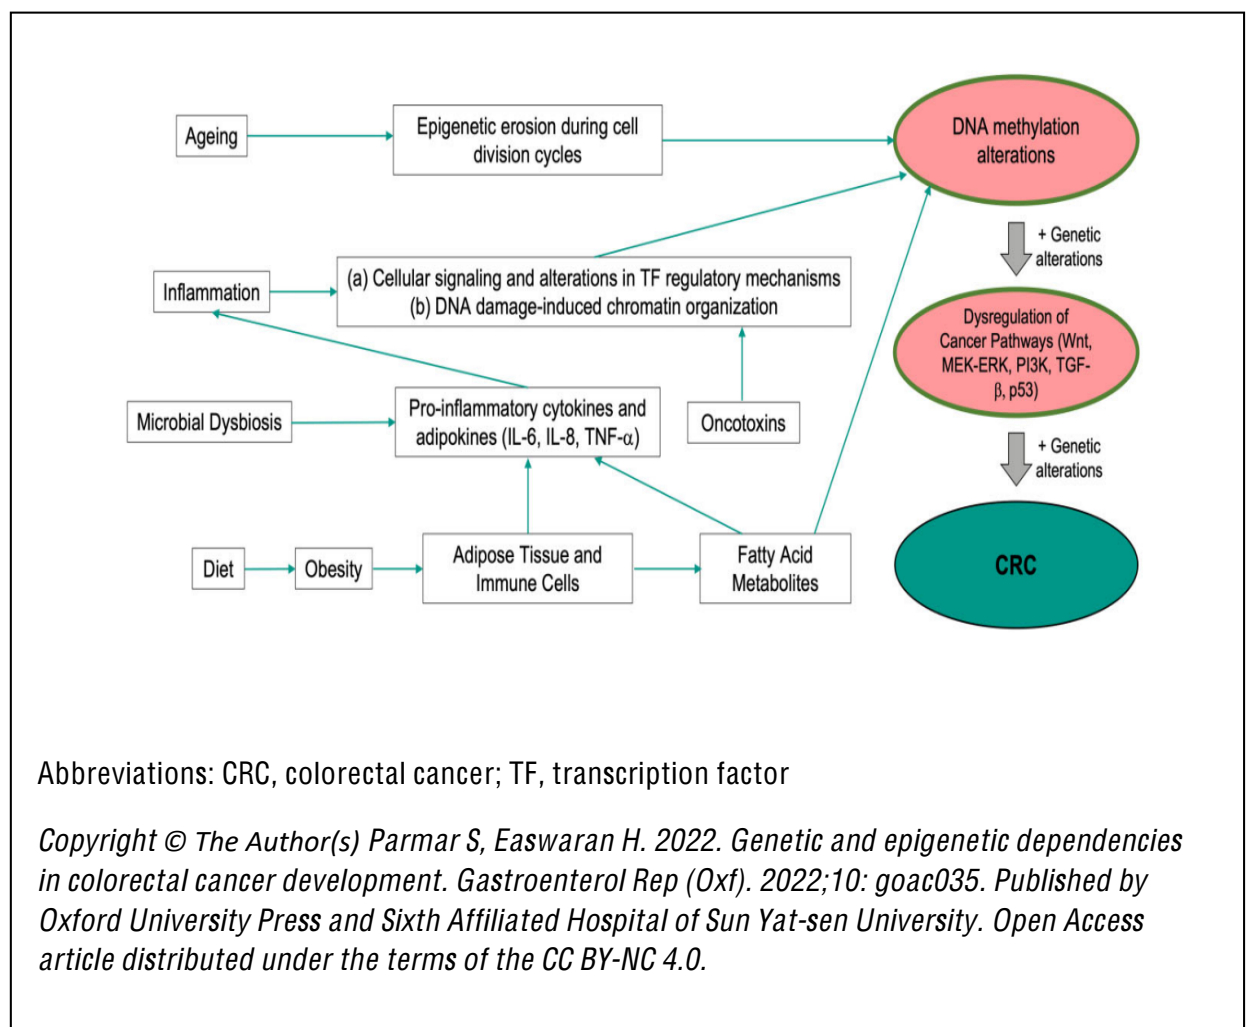 Ageing
Epigenetic erosion during cell
division cycles
DNA methylation
alterations
+ Genetic
alterations
Inflammation
(a) Cellular signaling and alterations in TF regulatory mechanisms
(b) DNA damage-induced chromatin organization
Dysregulation of
Cancer Pathways (Wnt,
MEK-ERK, PI3K, TGF-
β, p53)
Microbial Dysbiosis
Pro-inflammatory cytokines and
adipokines (IL-6, IL-8, TNF-α)
Oncotoxins
+ Genetic
alterations
Diet
Obesity
Adipose Tissue and
Immune Cells
Fatty Acid
Metabolites
CRC
Abbreviations: CRC, colorectal cancer; TF, transcription factor
Copyright © The Author(s) Parmar S, Easwaran H. 2022. Genetic and epigenetic dependencies
in colorectal cancer development. Gastroenterol Rep (Oxf). 2022;10: goac035. Published by
Oxford University Press and Sixth Affiliated Hospital of Sun Yat-sen University. Open Access
article distributed under the terms of the CC BY-NC 4.0.